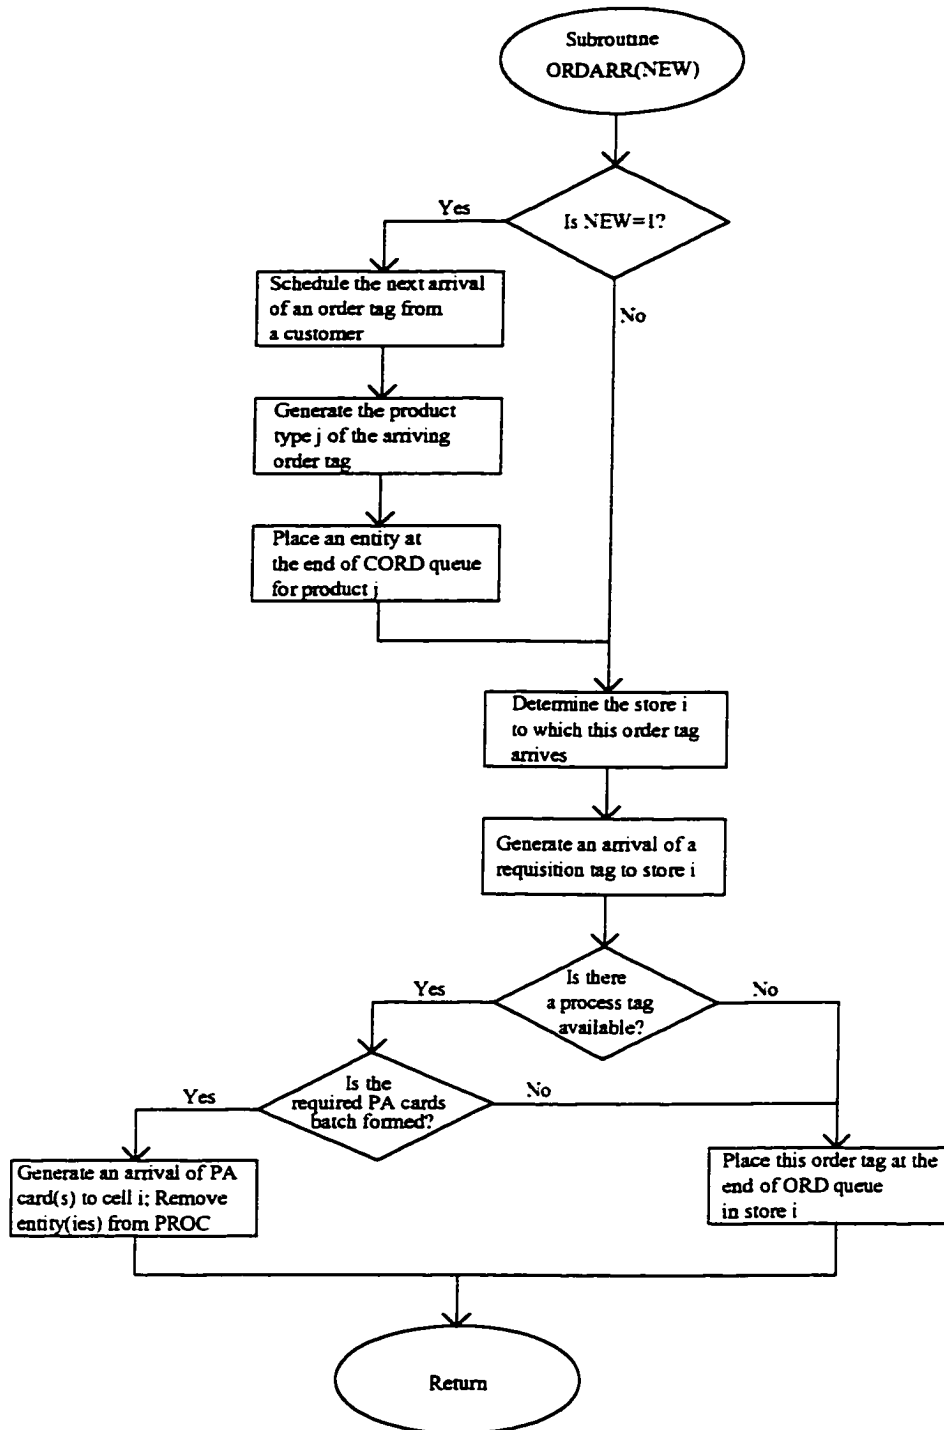 Subroutine
ORDARR(NEW)
Is NEW=1?
Yes
No
Schedule the next arrival
of an order tag from
a customer
Generate the product
type j of the arriving
order tag
Place an entity at
the end of CORD queue
for product j
Determine the store i
to which this order tag
arrives
Generate an arrival of a
requisition tag to store i
Is there
a process tag
available?
Yes
No
Is the
required PA cards
batch formed?
Yes
No
Generate an arrival of PA
card(s) to cell i; Remove
entity(ies) from PROC
Place this order tag at the
end of ORD queue
in store i
Return